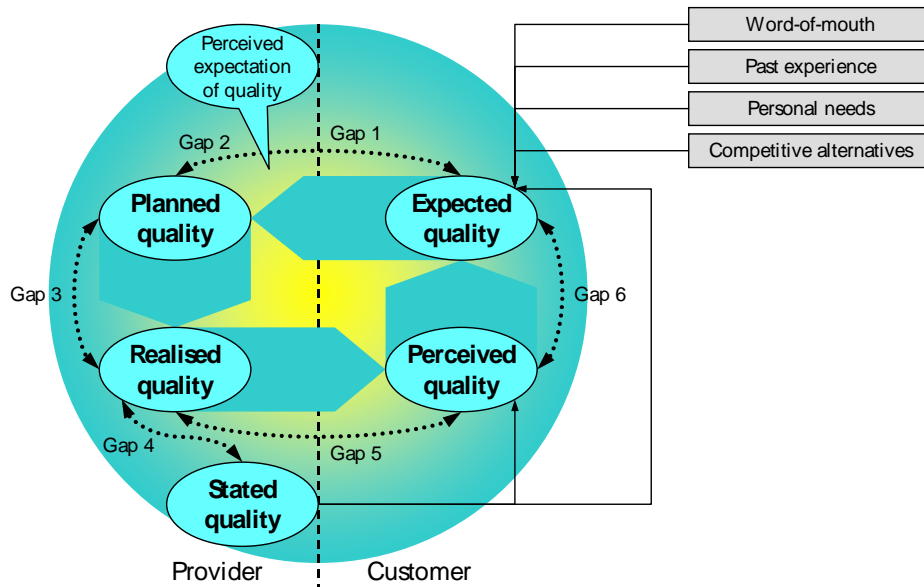 Perceived
expectation
of quality
Word-of-mouth
Past experience
Personal needs
Competitive alternatives
Gap 2
Gap 1
Planned
quality
Expected
quality
Gap 3
Gap 6
Realised
quality
Perceived
quality
Gap 4
Gap 5
Stated
quality
Provider
Customer